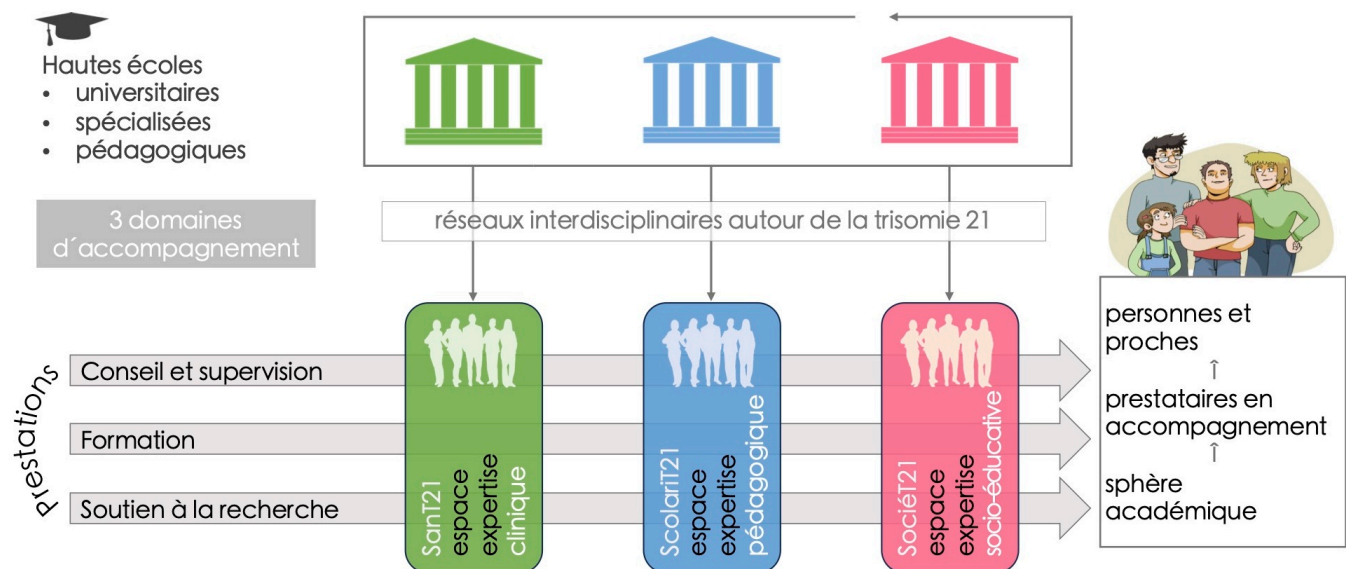 Hautes écoles
• universitaires
• spécialisées
• pédagogiques
3 domaines
d´accompagnement
réseaux interdisciplinaires autour de la trisomie 21
Prestations
Conseil et supervision
Formation
Soutien à la recherche
SanT21
espace
expertise
clinique
ScolariT21
espace
expertise
pédagogique
SociéT21
espace
expertise
socio-éducative
personnes et
proches
prestataires en
accompagnement
sphère
académique